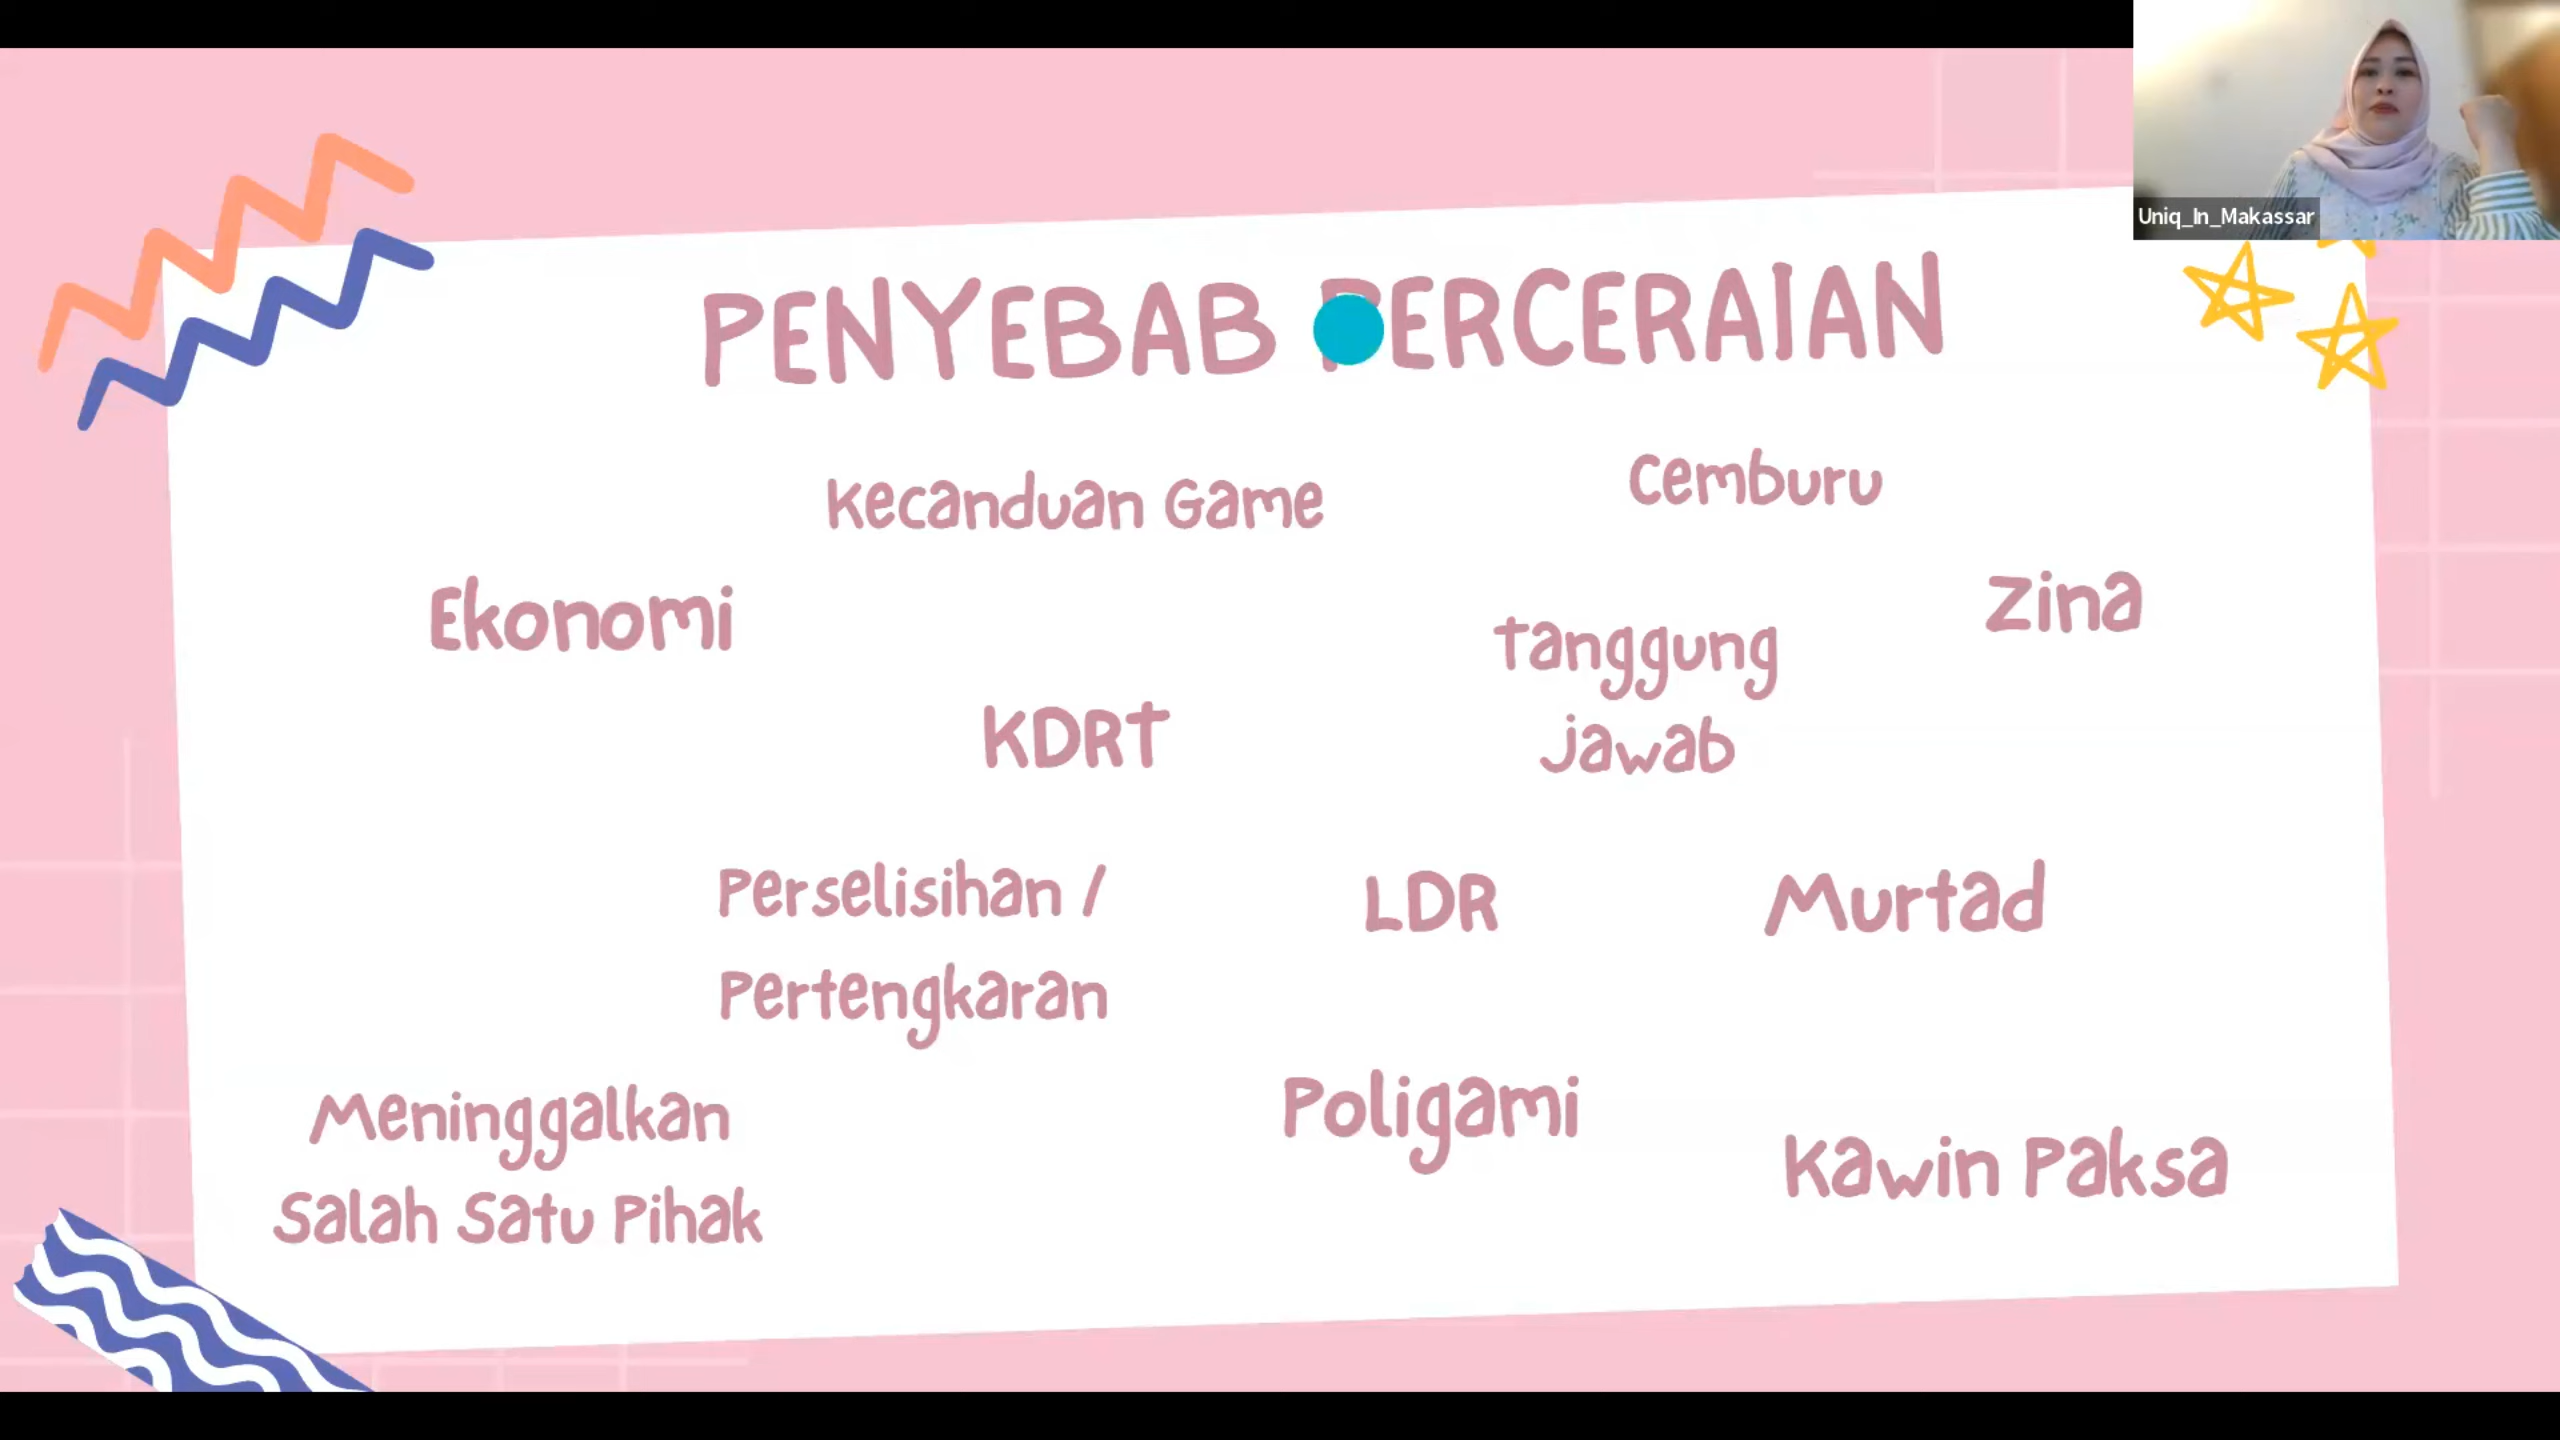 Uniq_In_Makassar
PENYEBAB PERCERAIAN
Kecanduan Game
Cemburu
Ekonomi
Zina
Tanggung
Jawab
KDRT
Perselisihan /
Pertengkaran
LDR
Murtad
Meninggalkan
Salah Satu Pihak
Poligami
Kawin Paksa